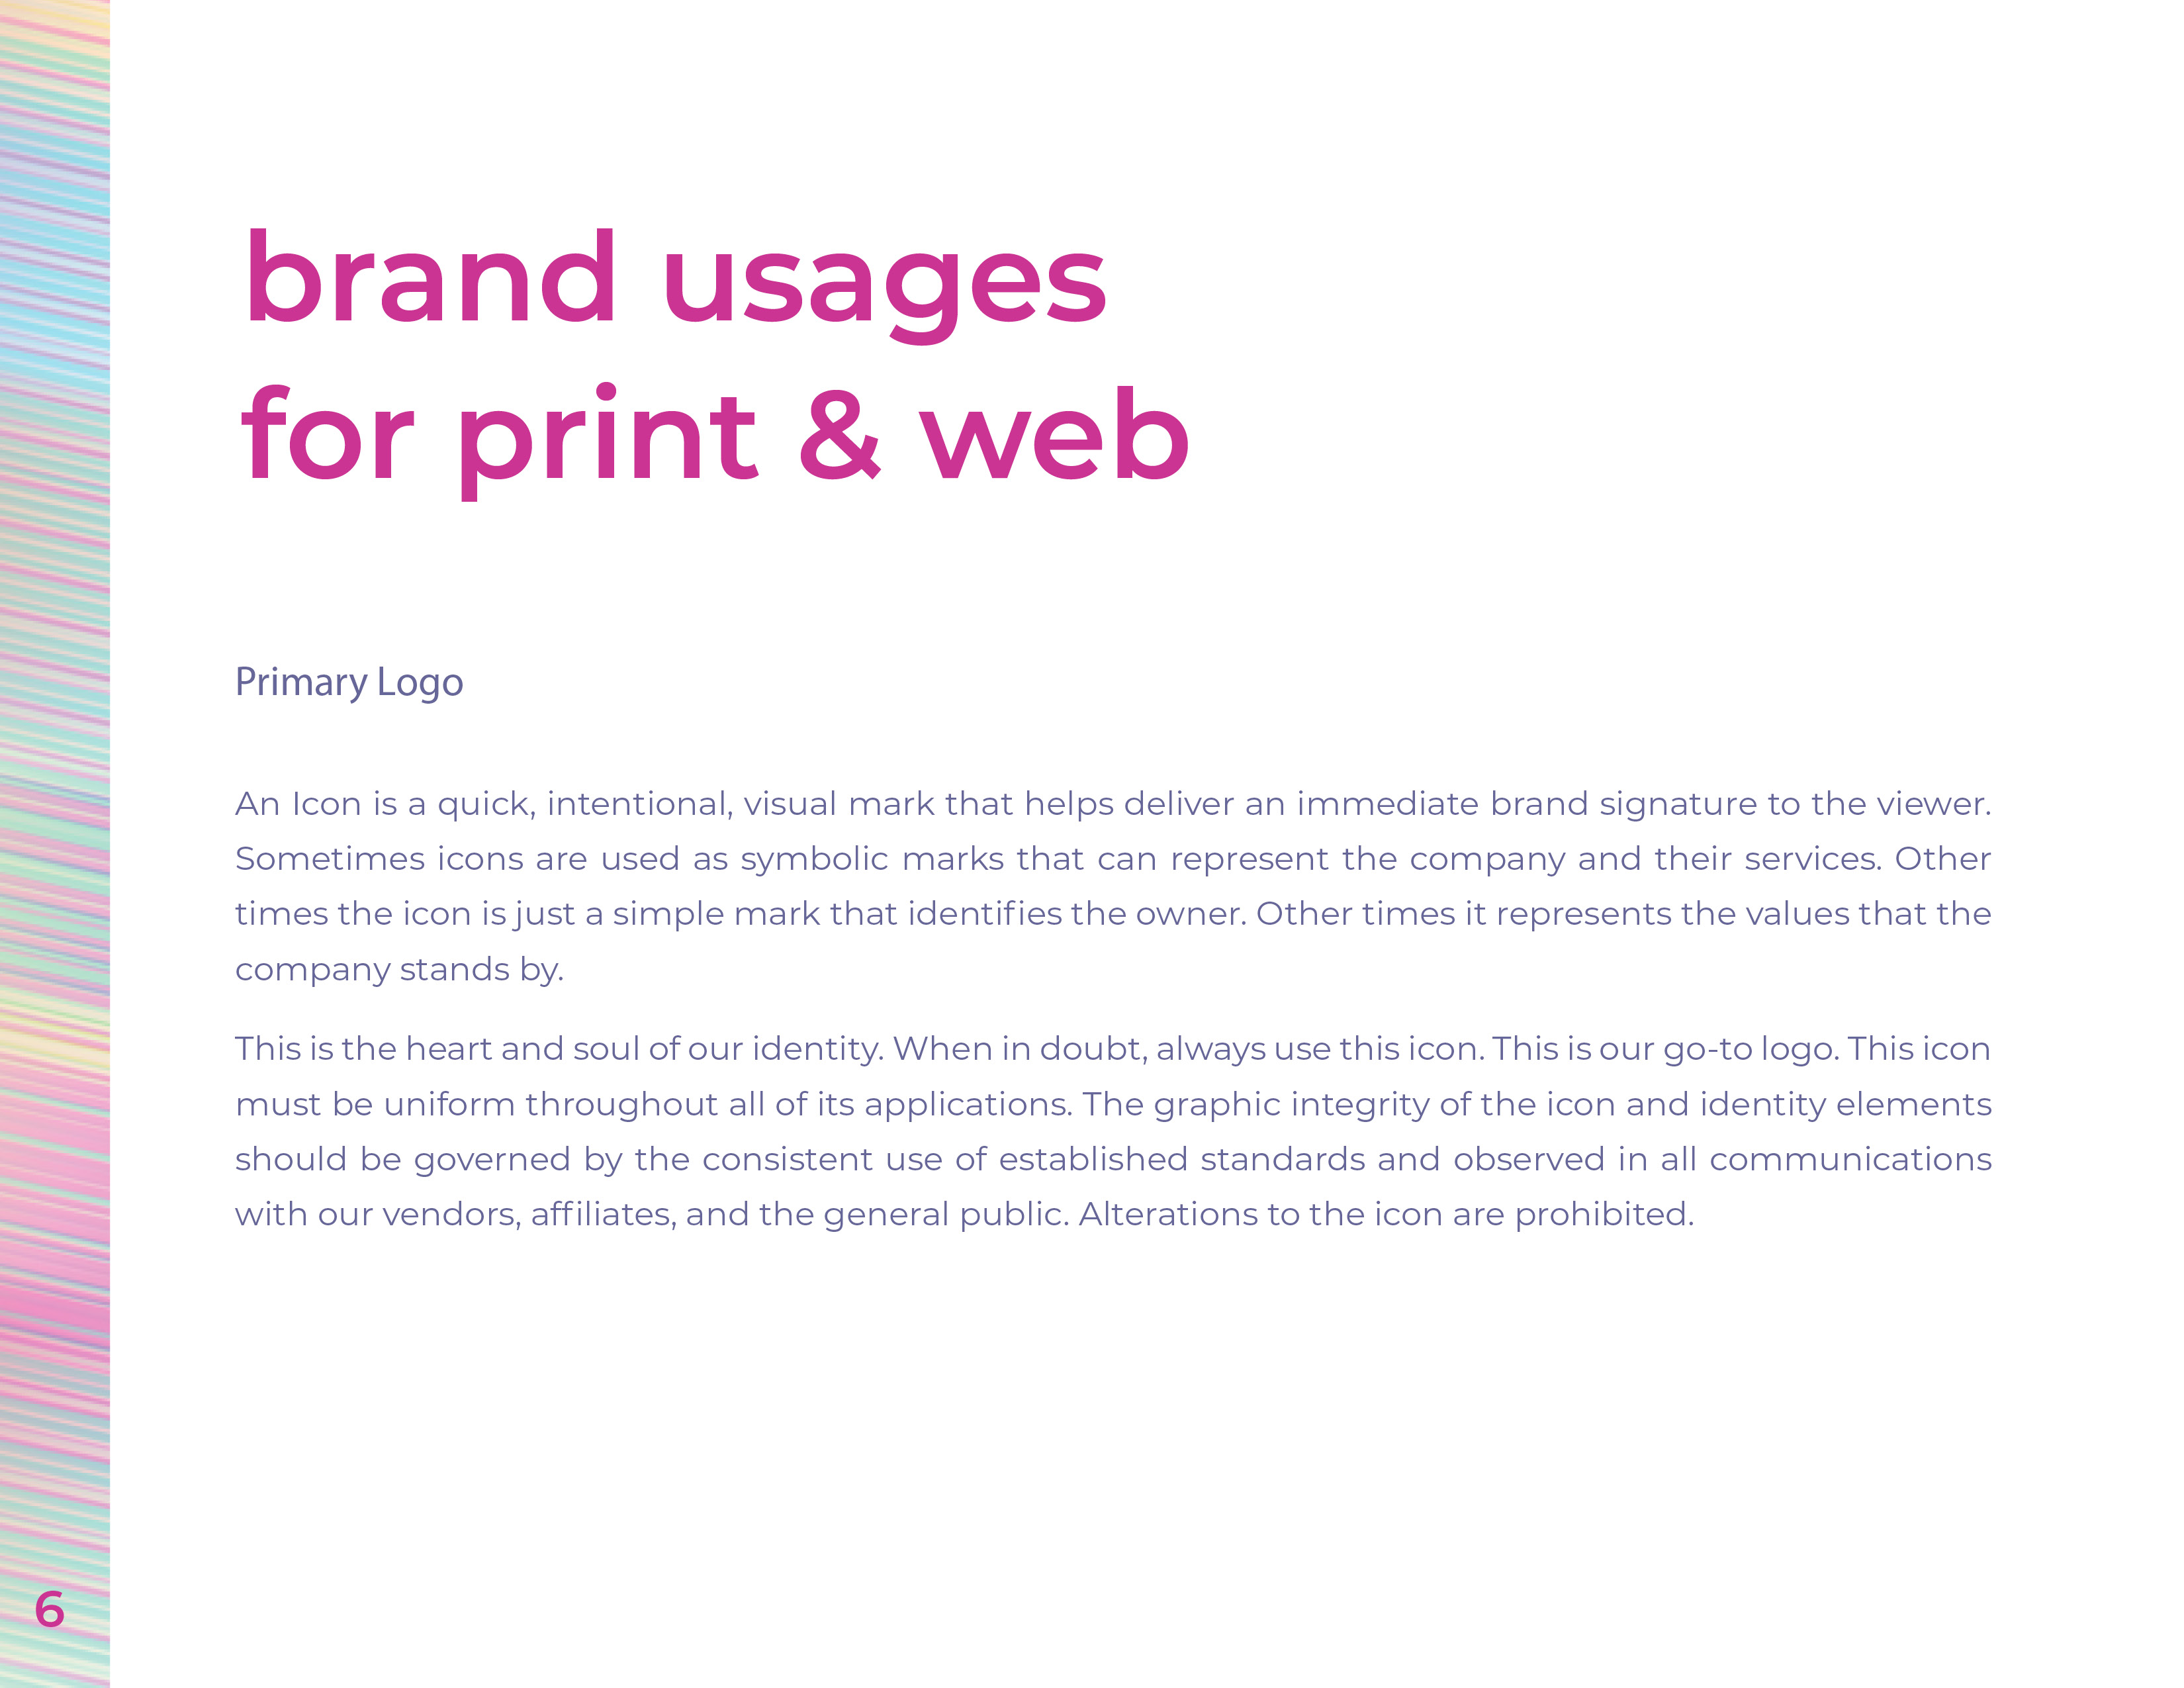 brand usages
for print & web
Primary Logo
An Icon is a quick, intentional, visual mark that helps deliver an immediate brand signature to the viewer.
Sometimes icons are used as symbolic marks that can represent the company and their services. Other
times the icon is just a simple mark that identifies the owner. Other times it represents the values that the
company stands by.
This is the heart and soul of our identity. When in doubt, always use this icon. This is our go-to logo. This icon
must be uniform throughout all of its applications. The graphic integrity of the icon and identity elements
should be governed by the consistent use of established standards and observed in all communications
with our vendors, affiliates, and the general public. Alterations to the icon are prohibited.
6